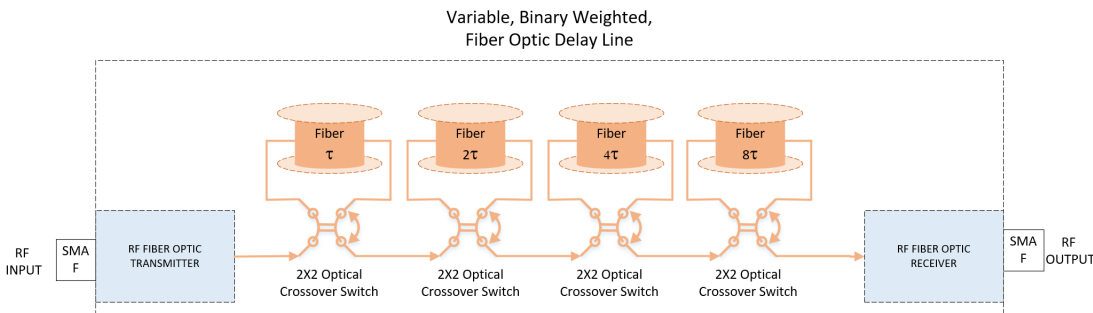 Variable, Binary Weighted,
Fiber Optic Delay Line
Fiber
τ
Fiber
2τ
Fiber
4τ
Fiber
8τ
RF
INPUT
SMA
F
RF FIBER OPTIC
TRANSMITTER
2X2 Optical
Crossover Switch
2X2 Optical
Crossover Switch
2X2 Optical
Crossover Switch
2X2 Optical
Crossover Switch
RF FIBER OPTIC
RECEIVER
SMA
F
RF
OUTPUT